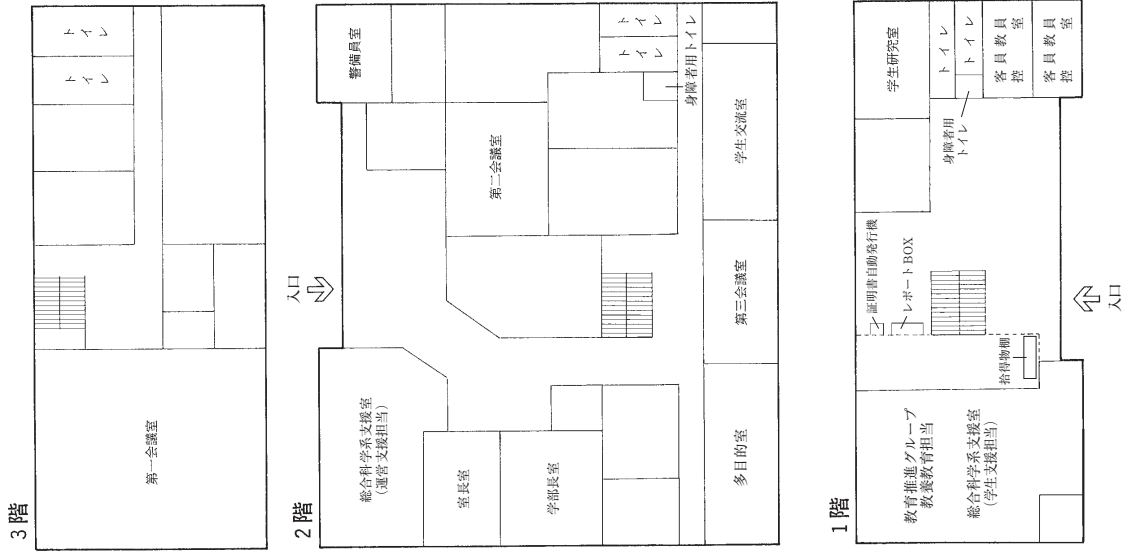 3 階
第一会議室
トイレ
トイレ
2 階
入口
総合科学系支援室
(運営支援担当)
室長室
学部長室
多目的室
第三会議室
第二会議室
警備員室
トイレ
トイレ
身障者用トイレ
学生交流室
1 階
教育推進グループ
教養教育担当
総合科学系支援室
(学生支援担当)
拾得物棚
証明書自動発行機
レポートBOX
入口
学生研究室
トイレ
トイレ
身障者用
トイレ
客員教員
控室
客員教員
控室